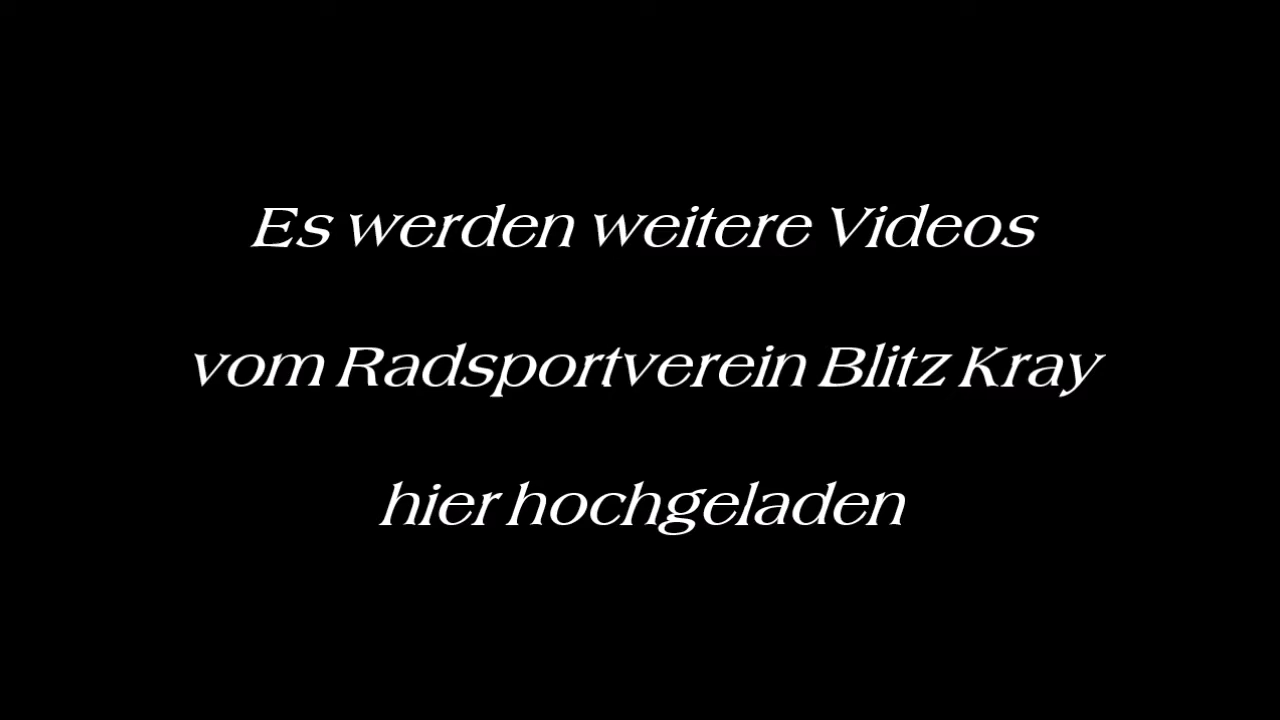 Es werden weitere Videos
vom Radsportverein Blitz Kray
hier hochgeladen